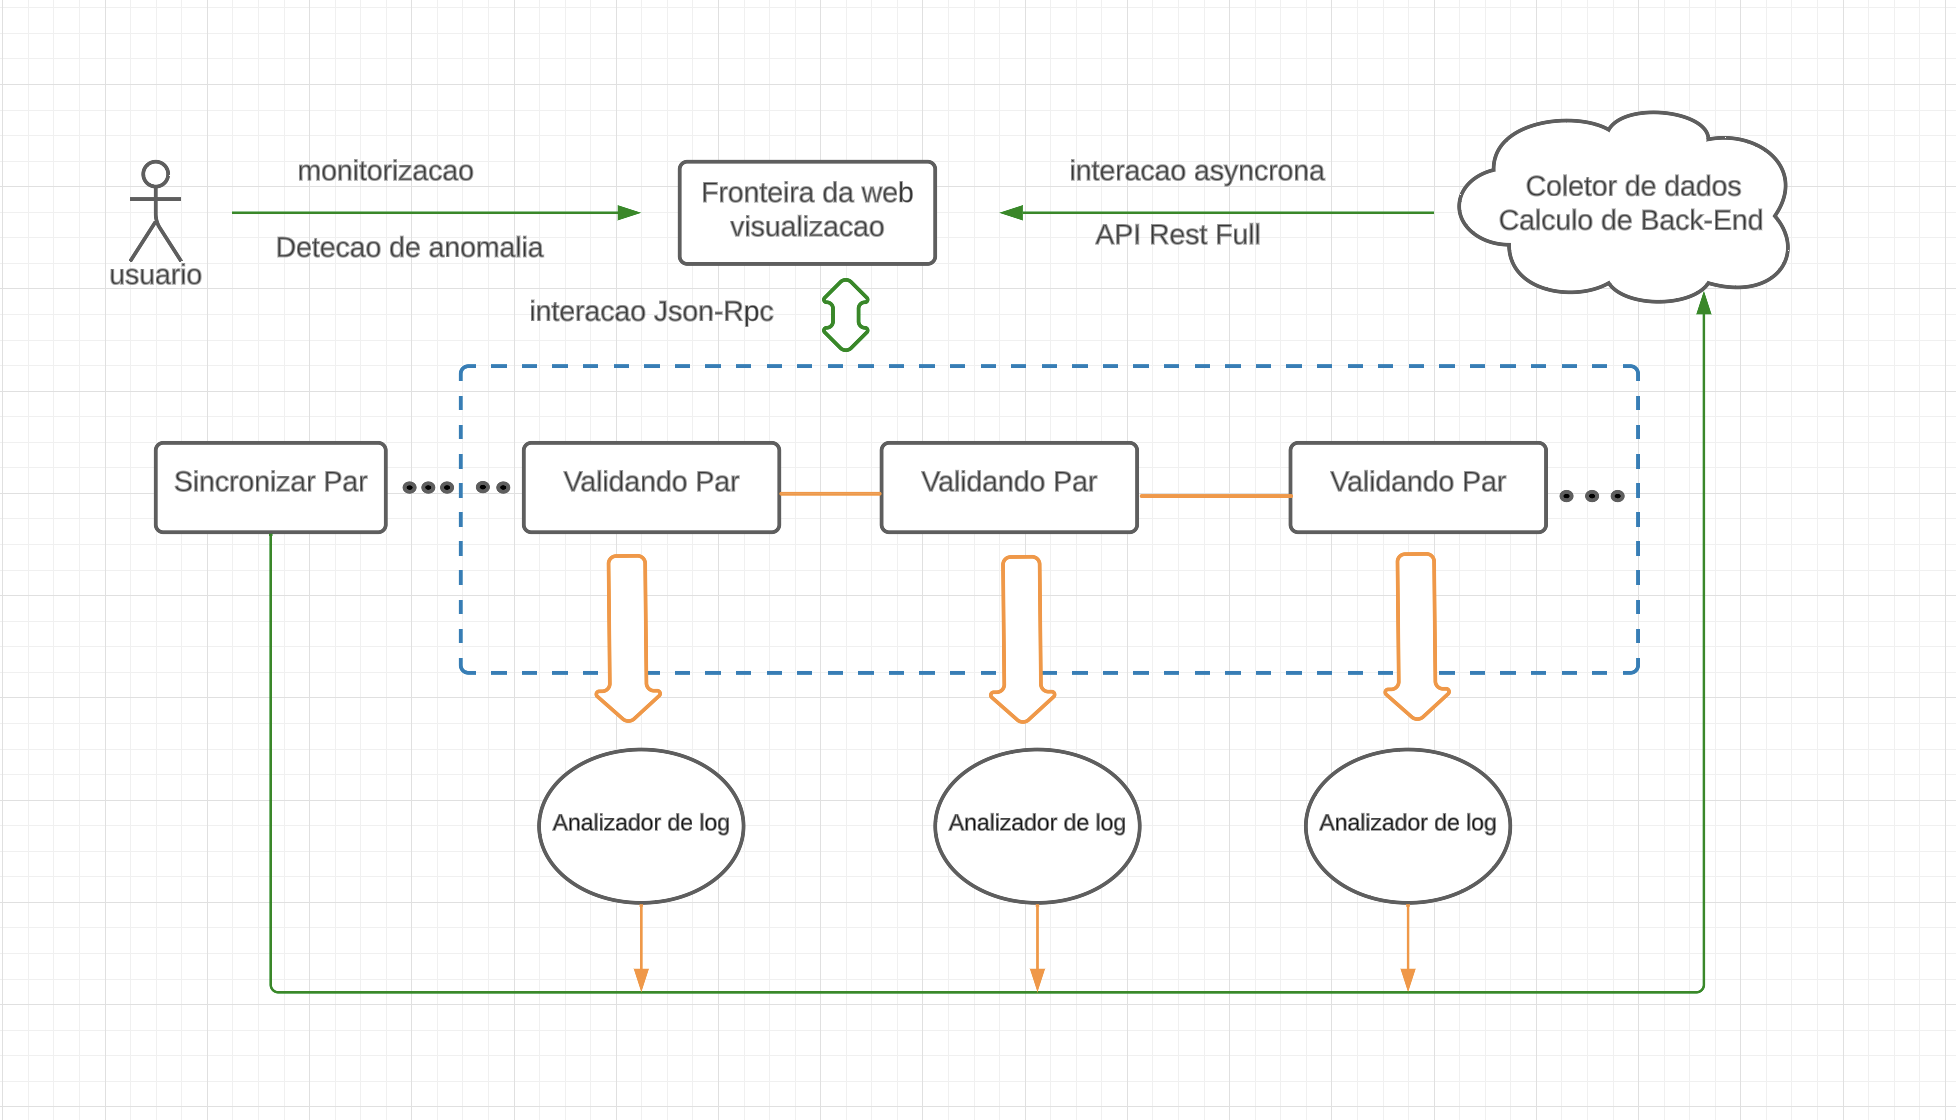 monitorizacao
Detecao de anomalia
usuario
Fronteira da web
visualizacao
interacao asyncrona
API Rest Full
Coletor de dados
Calculo de Back-End
interacao Json-Rpc
Sincronizar Par
Validando Par
Validando Par
Validando Par
Analizador de log
Analizador de log
Analizador de log